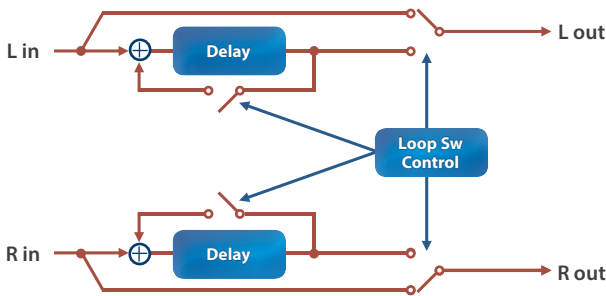 L in
Delay
L out
Loop Sw
Control
R in
Delay
R out